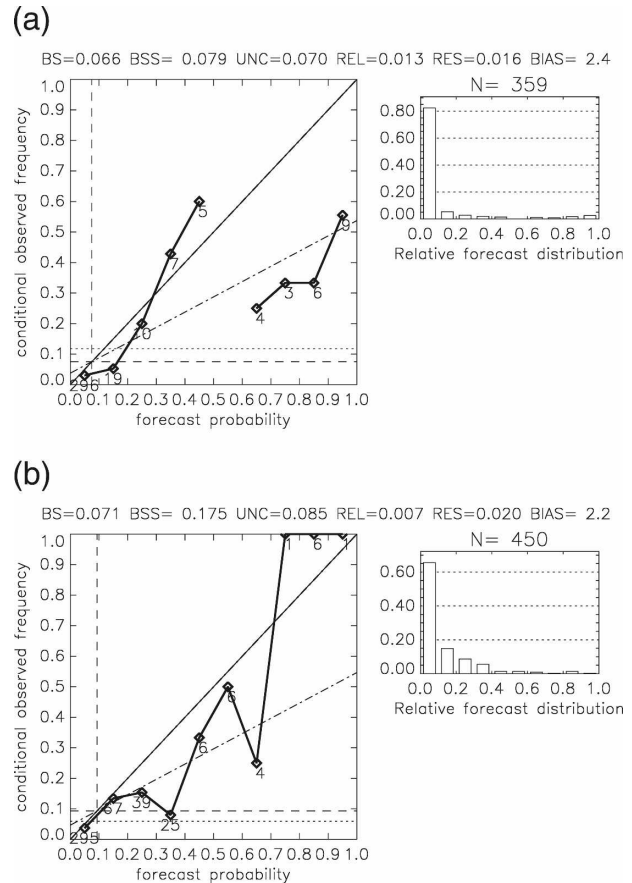 (a)
BS=0.066 BSS= 0.079 UNC=0.070 REL=0.013 RES=0.016 BIAS= 2.4
N= 359
1.0
0.9
0.8
0.7
0.6
0.5
0.4
0.3
0.2
0.1
0.0
conditional observed frequency
5
9
7
3
6
4
0
19
296
0.0 0.1 0.2 0.3 0.4 0.5 0.6 0.7 0.8 0.9 1.0
forecast probability
0.80
0.60
0.40
0.20
0.00
0.0 0.2 0.4 0.6 0.8 1.0
Relative forecast distribution
(b)
BS=0.071 BSS= 0.175 UNC=0.085 REL=0.007 RES=0.020 BIAS= 2.2
N= 450
1.0
0.9
0.8
0.7
0.6
0.5
0.4
0.3
0.2
0.1
0.0
conditional observed frequency
1 6 1
6
6
4
67
39
25
295
0.0 0.1 0.2 0.3 0.4 0.5 0.6 0.7 0.8 0.9 1.0
forecast probability
0.60
0.40
0.20
0.00
0.0 0.2 0.4 0.6 0.8 1.0
Relative forecast distribution